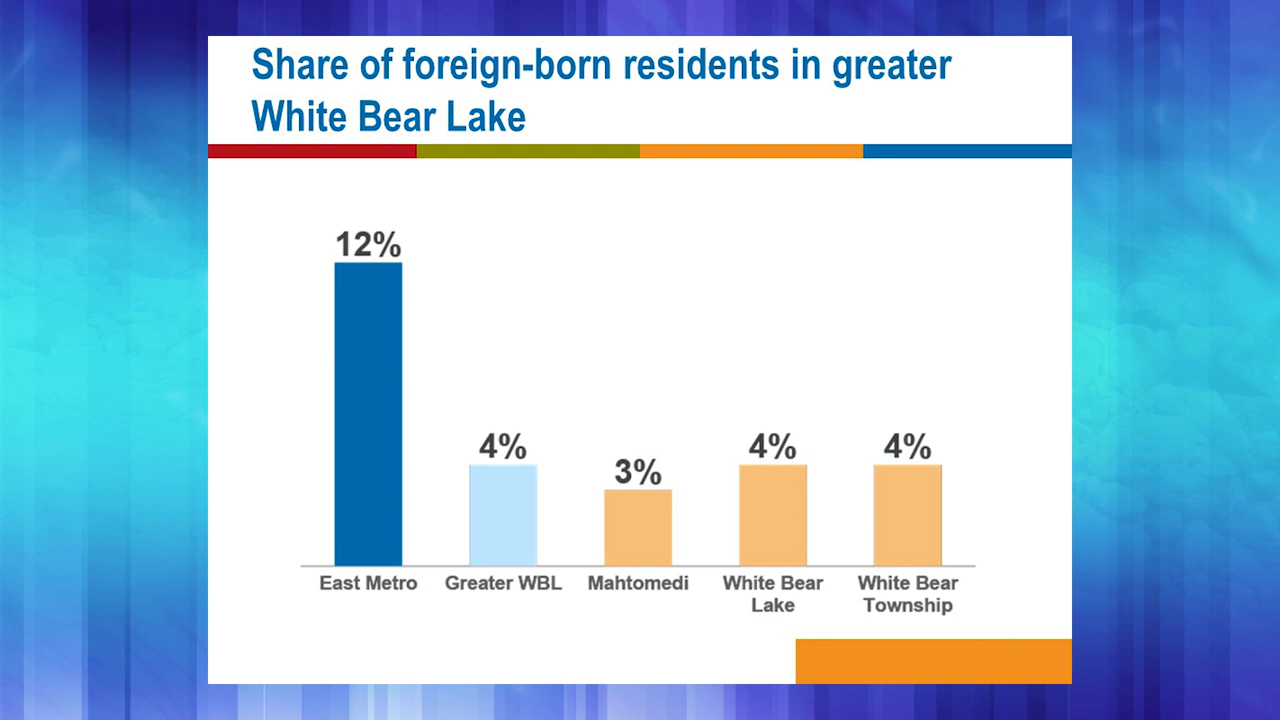 Share of foreign-born residents in greater
White Bear Lake
12%
4%
3%
4%
4%
East Metro
Greater WBL
Mahtomedi
White Bear
Lake
White Bear
Township